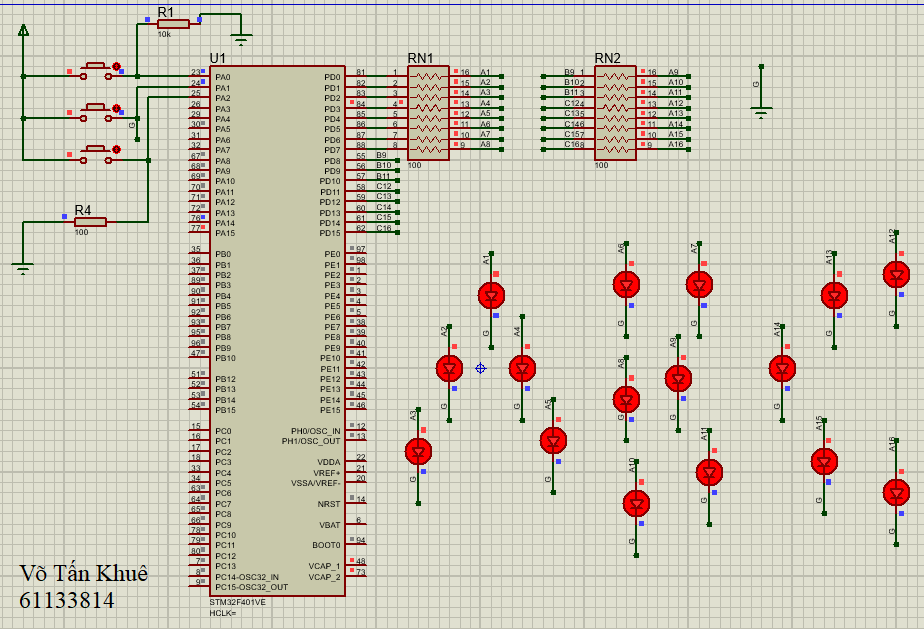 R1
10k
U1
RN1
RN2
23 PA0 PD0 81 1 16 A1
24 PA1 PD1 82 2 15 A2
25 PA2 PD2 83 3 14 A3
26 PA3 PD3 84 4 13 A4
29 PA4 PD4 85 5 12 A5
30 PA5 PD5 86 6 11 A6
31 PA6 PD6 87 7 10 A7
32 PA7 PD7 88 8 9 A8
67 PA8 PD8 55 B9
68 PA9 PD9 56 B10
69 PA10 PD10 57 B11
70 PA11 PD11 58 C12
71 PA12 PD12 59 C13
72 PA13 PD13 60 C14
76 PA14 PD14 61 C15
77 PA15 PD15 62 C16
100
B9 1 16 A9
B10 2 15 A10
B11 3 14 A11
C12 4 13 A12
C13 5 12 A13
C14 6 11 A14
C15 7 10 A15
C16 8 9 A16
100
G
G
R4
100
35 PB0 PE0 97
36 PB1 PE1 98
37 PB2 PE2 1
89 PB3 PE3 2
90 PB4 PE4 3
91 PB5 PE5 4
92 PB6 PE6 5
93 PB7 PE7 38
95 PB8 PE8 39
96 PB9 PE9 40
47 PB10 PE10 41
PE11 42
51 PB12 PE12 43
52 PB13 PE13 44
53 PB14 PE14 45
54 PB15 PE15 46
15 PC0 PH0/OSC_IN 12
16 PC1 PH1/OSC_OUT 13
17 PC2
18 PC3 VDDA 22
33 PC4 VREF+ 21
34 PC5 VSSA/VREF- 20
63 PC6
64 PC7 NRST 14
65 PC8
66 PC9 VBAT 6
78 PC10
79 PC11 BOOT0 94
80 PC12
7 PC13 VCAP_1 48
8 PC14-OSC32_IN VCAP_2 73
9 PC15-OSC32_OUT
STM32F401VE
HCLK=
A1
G
A2
G
A3
G
A4
G
A5
G
A6
G
A7
G
A8
G
A9
G
A10
G
A11
G
A12
G
A13
G
A14
G
A15
G
A16
G
Võ Tấn Khuê
61133814